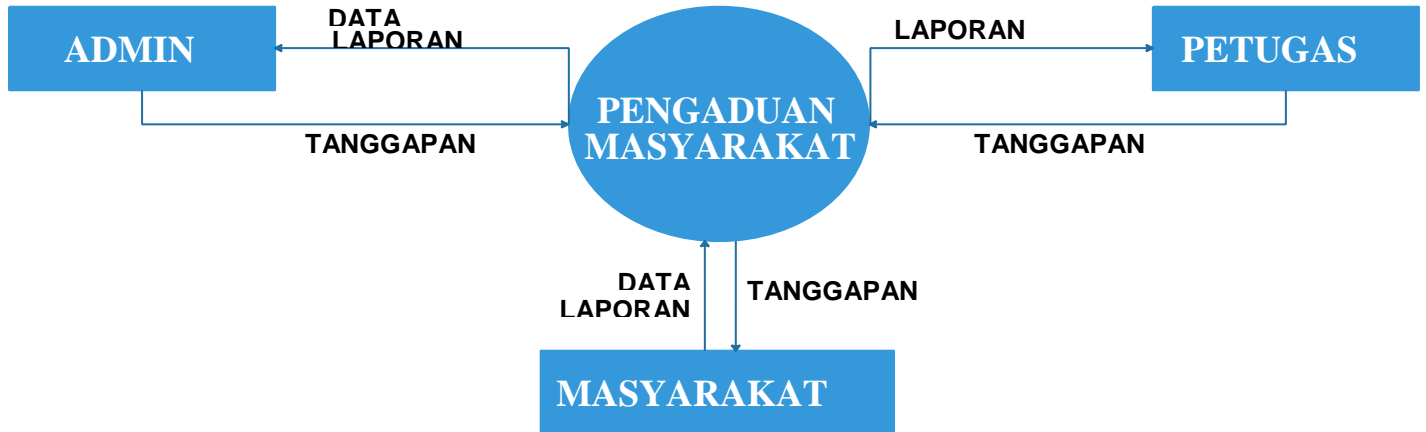 DATA
LAPORAN
ADMIN
TANGGAPAN
PENGADUAN
MASYARAKAT
LAPORAN
PETUGAS
TANGGAPAN
DATA
LAPORAN
TANGGAPAN
MASYARAKAT